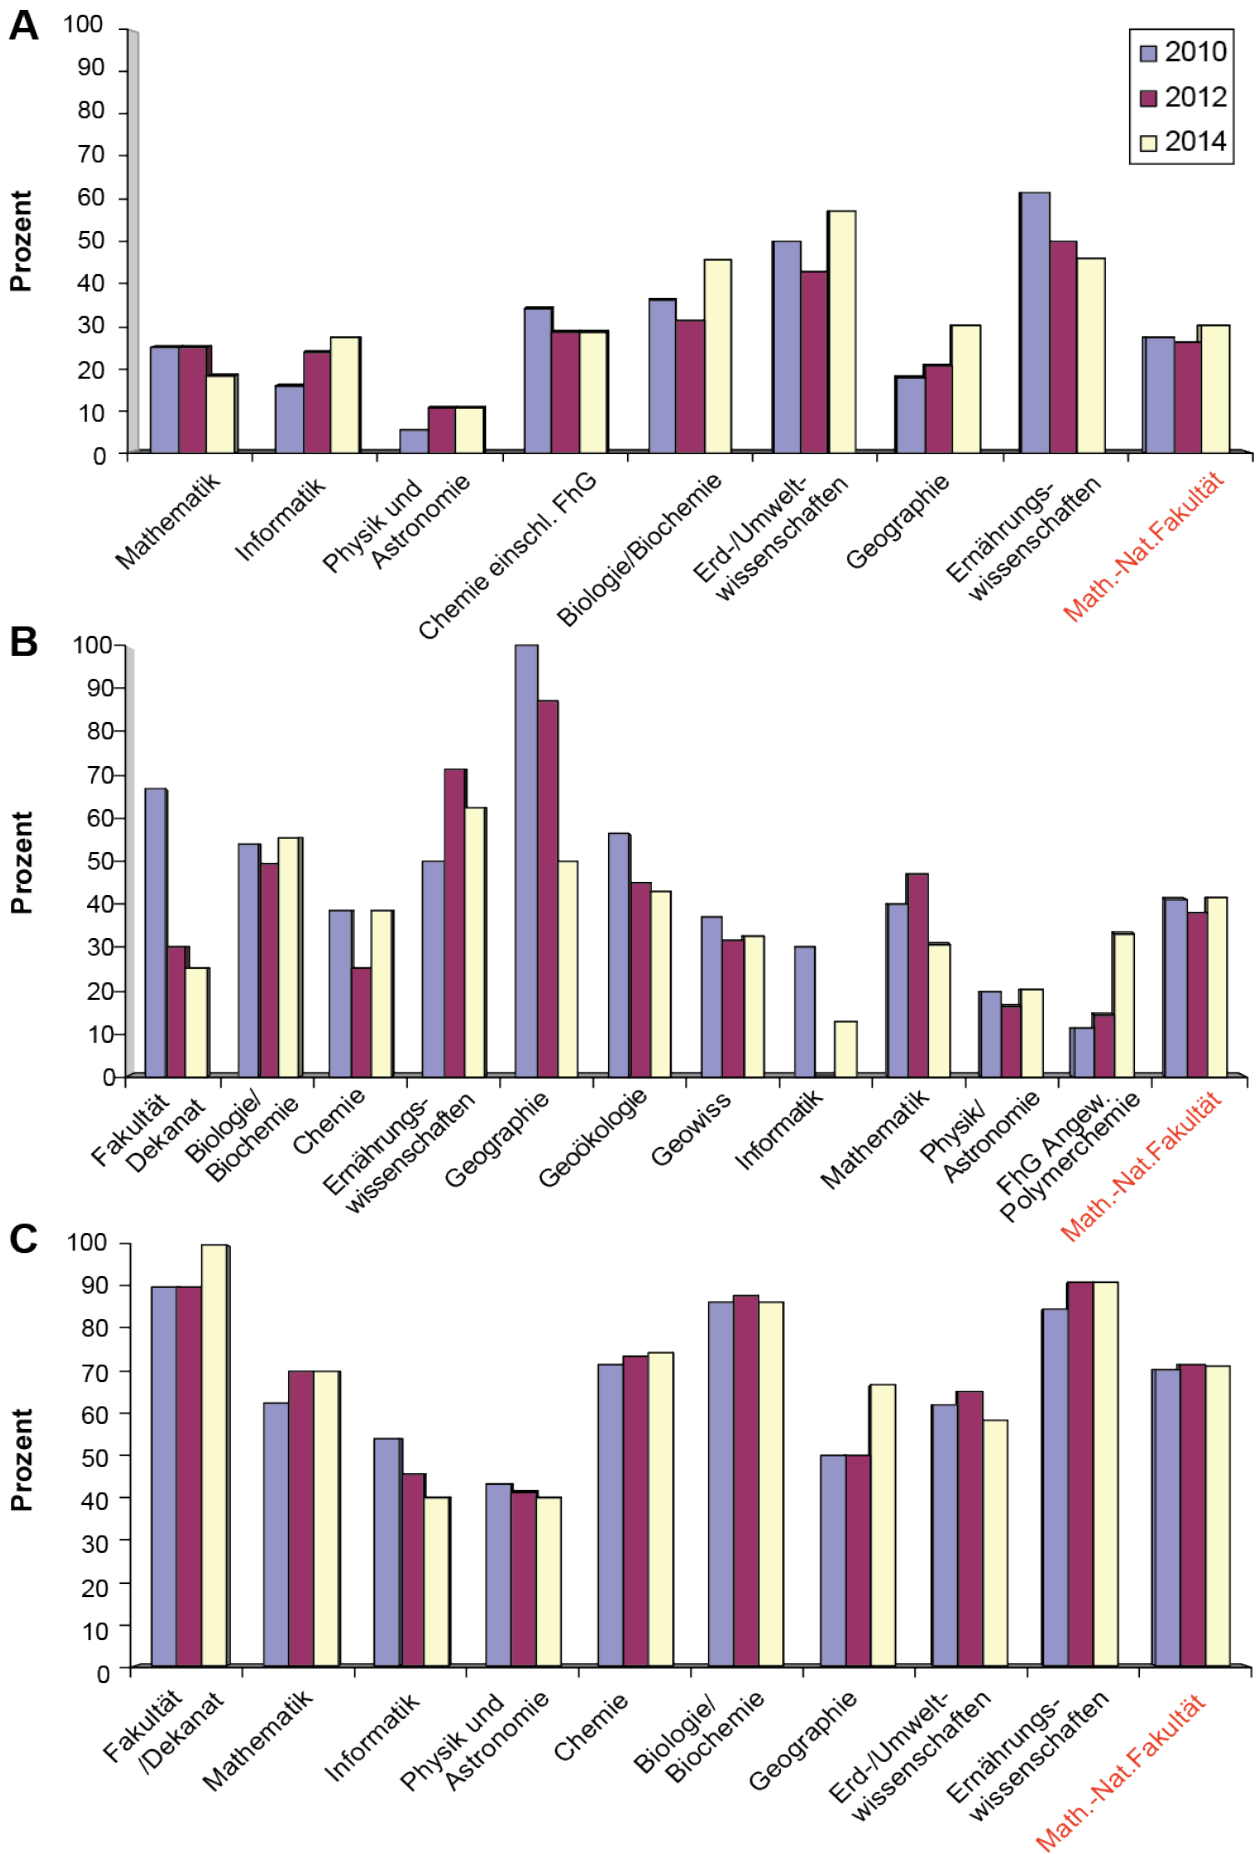 A
100
90
80
70
60
50
40
30
20
10
0
Prozent
2010
2012
2014
Mathematik
Informatik
Physik und
Astronomie
Chemie einschl. FhG
Biologie/Biochemie
Erd-/Umwelt-
wissenschaften
Geographie
Ernährungs-
wissenschaften
Math.-Nat.Fakultät
B
100
90
80
70
60
50
40
30
20
10
0
Prozent
Fakultät
Dekanat
Biologie/
Biochemie
Chemie
Ernährungs-
wissenschaften
Geographie
Geoökologie
Geowiss
Informatik
Mathematik
Physik/
Astronomie
FhG Angew.
Polymerchemie
Math.-Nat.Fakultät
C
100
90
80
70
60
50
40
30
20
10
0
Prozent
Fakultät
/Dekanat
Mathematik
Informatik
Physik und
Astronomie
Chemie
Biologie/
Biochemie
Geographie
Erd-/Umwelt-
wissenschaften
Ernährungs-
wissenschaften
Math.-Nat.Fakultät